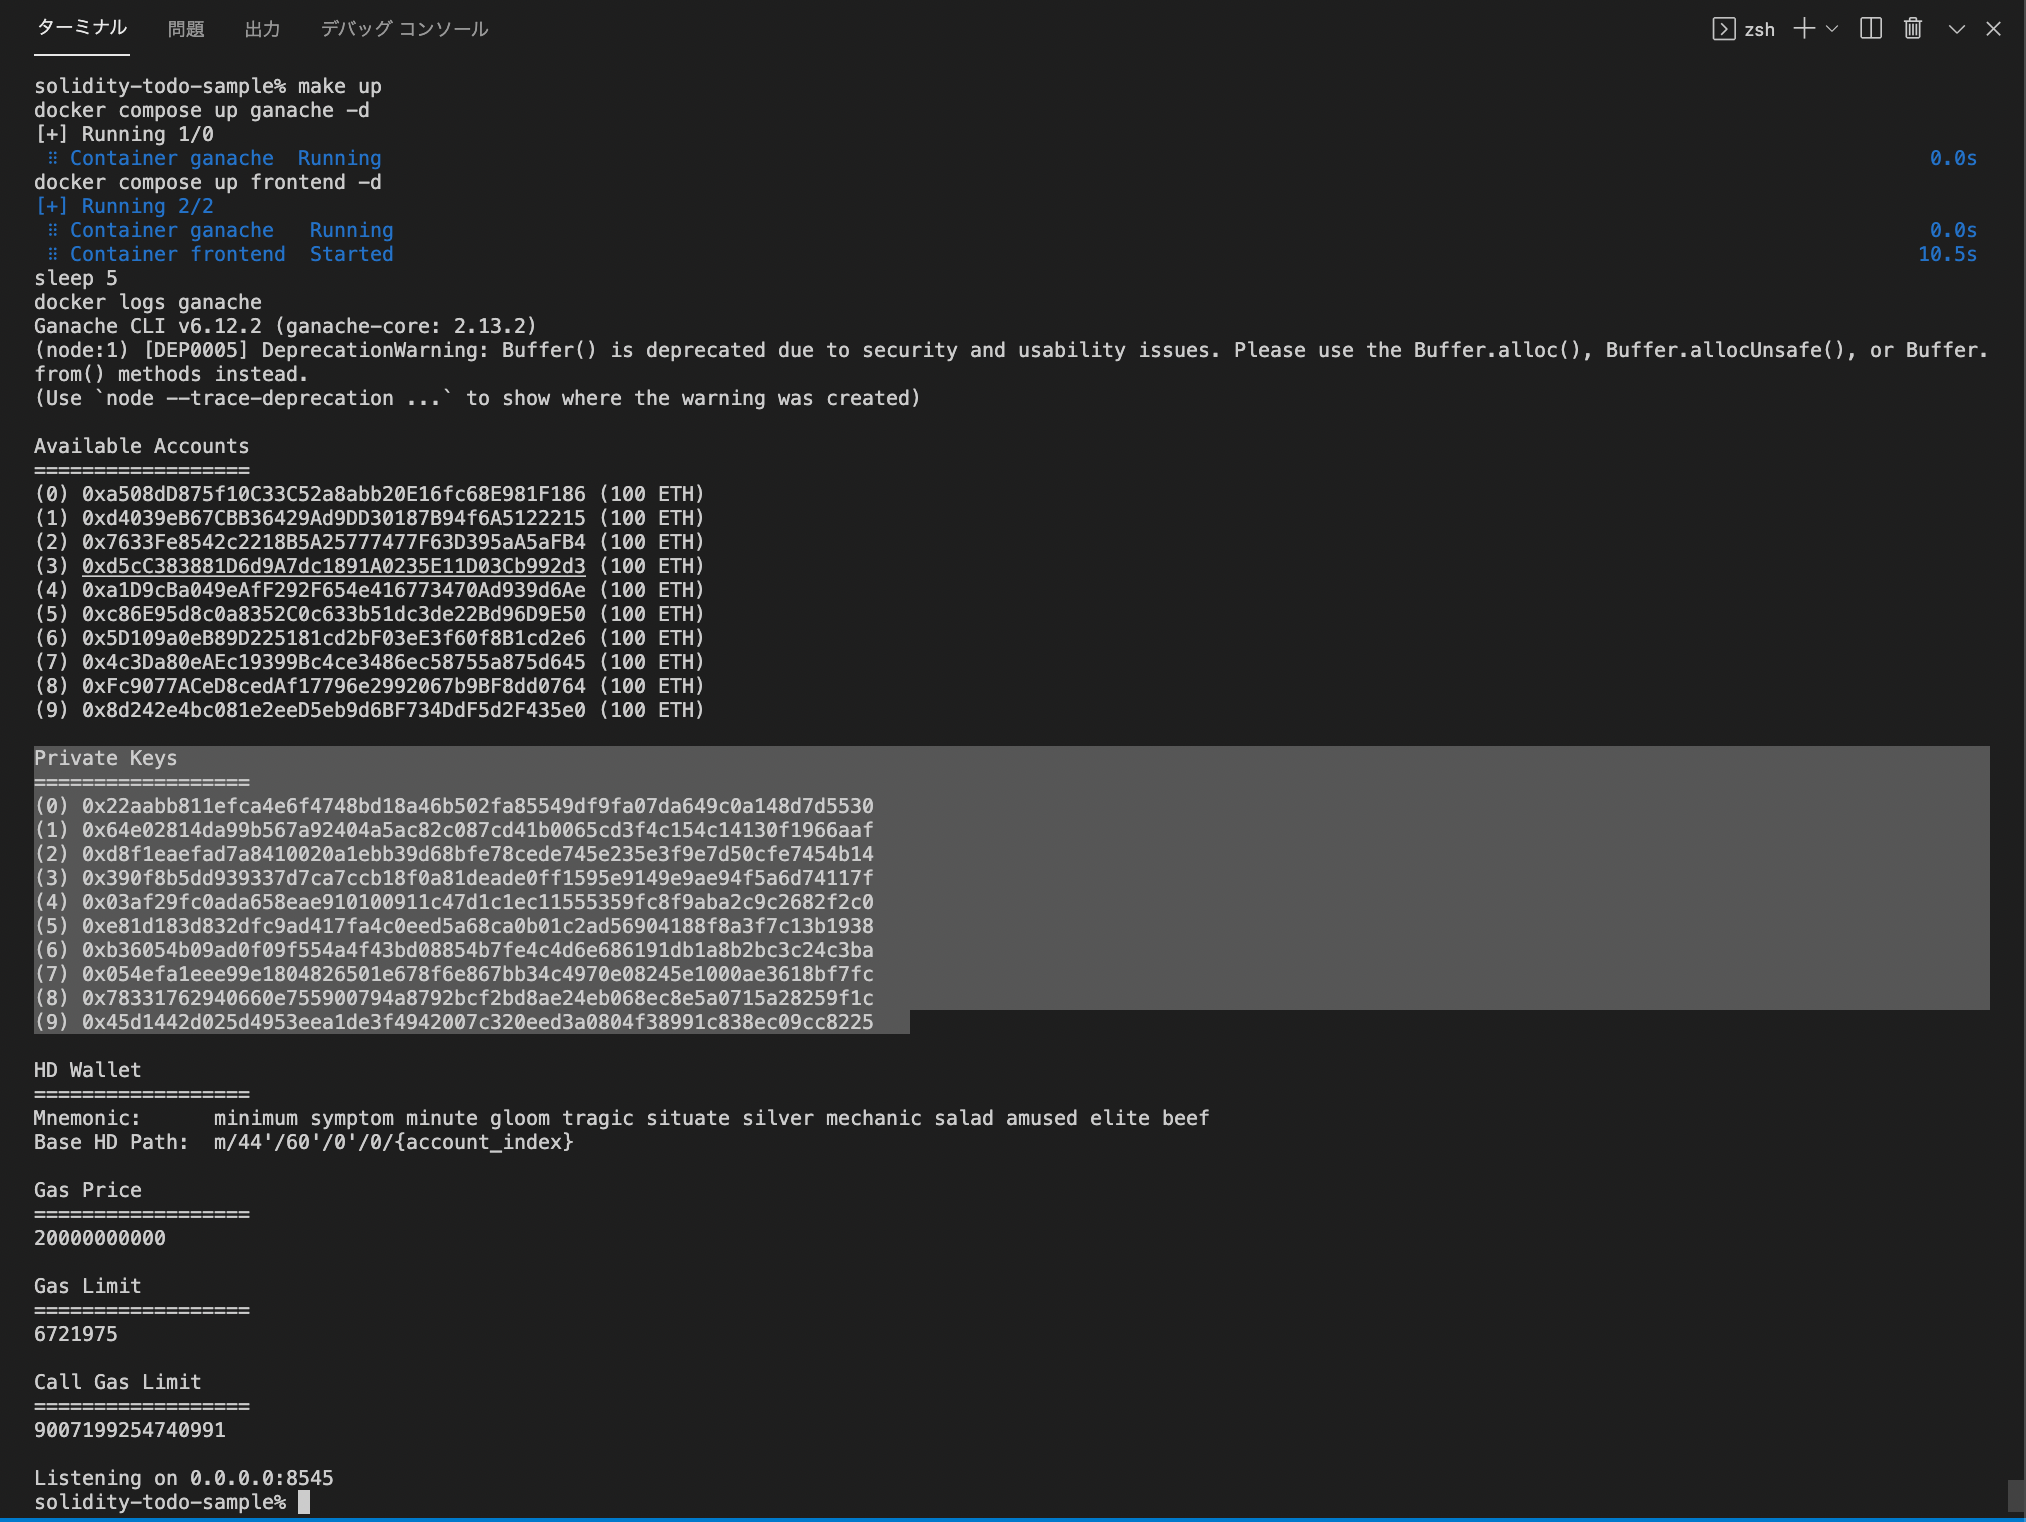 ターミナル 問題 出力 デバッグ コンソール zsh
solidity-todo-sample% make up
docker compose up ganache -d
[+] Running 1/0
⠿ Container ganache  Running 0.0s
docker compose up frontend -d
[+] Running 2/2
⠿ Container ganache   Running 0.0s
⠿ Container frontend  Started 10.5s
sleep 5
docker logs ganache
Ganache CLI v6.12.2 (ganache-core: 2.13.2)
(node:1) [DEP0005] DeprecationWarning: Buffer() is deprecated due to security and usability issues. Please use the Buffer.alloc(), Buffer.allocUnsafe(), or Buffer.
from() methods instead.
(Use `node --trace-deprecation ...` to show where the warning was created)
Available Accounts
==================
(0) 0xa508dD875f10C33C52a8abb20E16fc68E981F186 (100 ETH)
(1) 0xd4039eB67CBB36429Ad9DD30187B94f6A5122215 (100 ETH)
(2) 0x7633Fe8542c2218B5A25777477F63D395aA5aFB4 (100 ETH)
(3) 0xd5cC383881D6d9A7dc1891A0235E11D03Cb992d3 (100 ETH)
(4) 0xa1D9cBa049eAfF292F654e416773470Ad939d6Ae (100 ETH)
(5) 0xc86E95d8c0a8352C0c633b51dc3de22Bd96D9E50 (100 ETH)
(6) 0x5D109a0eB89D225181cd2bF03eE3f60f8B1cd2e6 (100 ETH)
(7) 0x4c3Da80eAEc19399Bc4ce3486ec58755a875d645 (100 ETH)
(8) 0xFc9077ACeD8cedAf17796e2992067b9BF8dd0764 (100 ETH)
(9) 0x8d242e4bc081e2eeD5eb9d6BF734DdF5d2F435e0 (100 ETH)
Private Keys
==================
(0) 0x22aabb811efca4e6f4748bd18a46b502fa85549df9fa07da649c0a148d7d5530
(1) 0x64e02814da99b567a92404a5ac82c087cd41b0065cd3f4c154c14130f1966aaf
(2) 0xd8f1eaefad7a8410020a1ebb39d68bfe78cede745e235e3f9e7d50cfe7454b14
(3) 0x390f8b5dd939337d7ca7ccb18f0a81deade0ff1595e9149e9ae94f5a6d74117f
(4) 0x03af29fc0ada658eae910100911c47d1c1ec11555359fc8f9aba2c9c2682f2c0
(5) 0xe81d183d832dfc9ad417fa4c0eed5a68ca0b01c2ad56904188f8a3f7c13b1938
(6) 0xb36054b09ad0f09f554a4f43bd08854b7fe4c4d6e686191db1a8b2bc3c24c3ba
(7) 0x054efa1eee99e1804826501e678f6e867bb34c4970e08245e1000ae3618bf7fc
(8) 0x78331762940660e755900794a8792bcf2bd8ae24eb068ec8e5a0715a28259f1c
(9) 0x45d1442d025d4953eea1de3f4942007c320eed3a0804f38991c838ec09cc8225
HD Wallet
==================
Mnemonic:      minimum symptom minute gloom tragic situate silver mechanic salad amused elite beef
Base HD Path:  m/44'/60'/0'/0/{account_index}
Gas Price
==================
20000000000
Gas Limit
==================
6721975
Call Gas Limit
==================
9007199254740991
Listening on 0.0.0.0:8545
solidity-todo-sample%